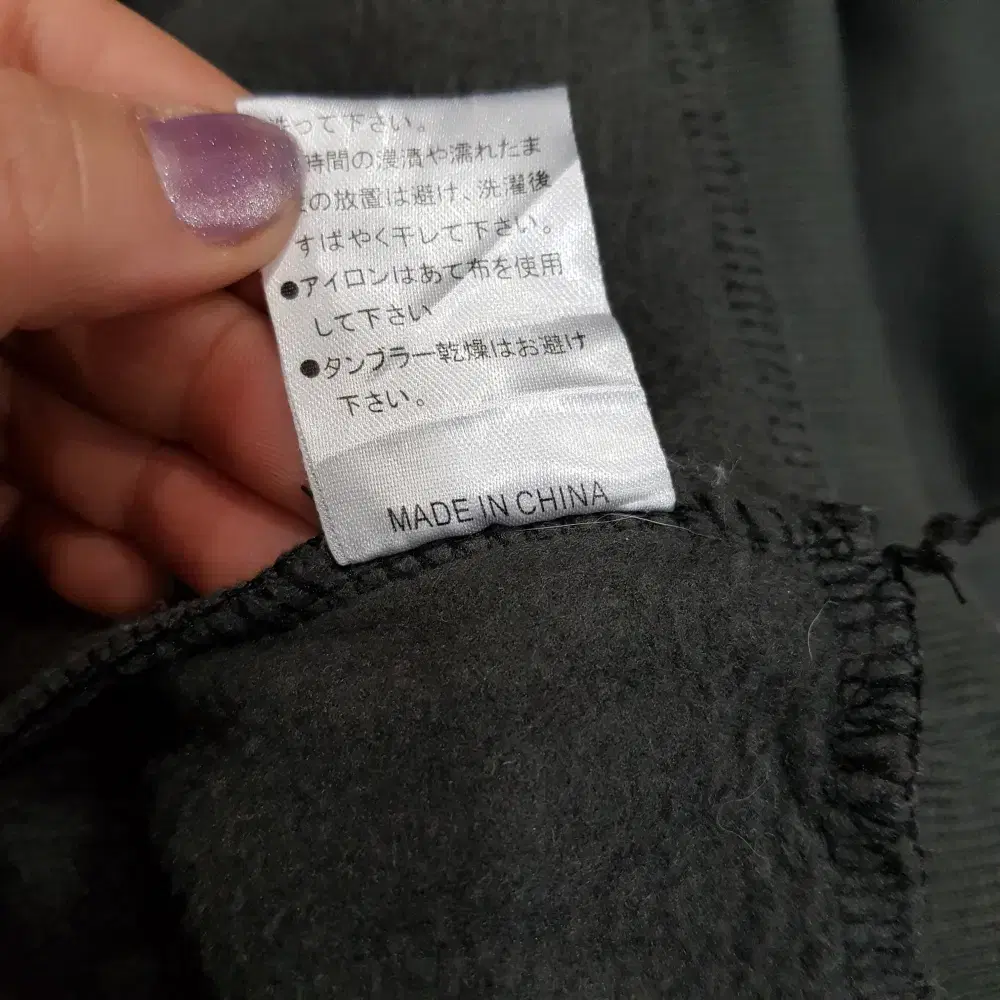 洗って下さい。
時間の浸漬や濡れたま
の放置は避け、洗濯後
すばやく干して下さい。
●アイロンはあて布を使用
して下さい
●タンブラー乾燥はお避け
下さい。
MADE IN CHINA